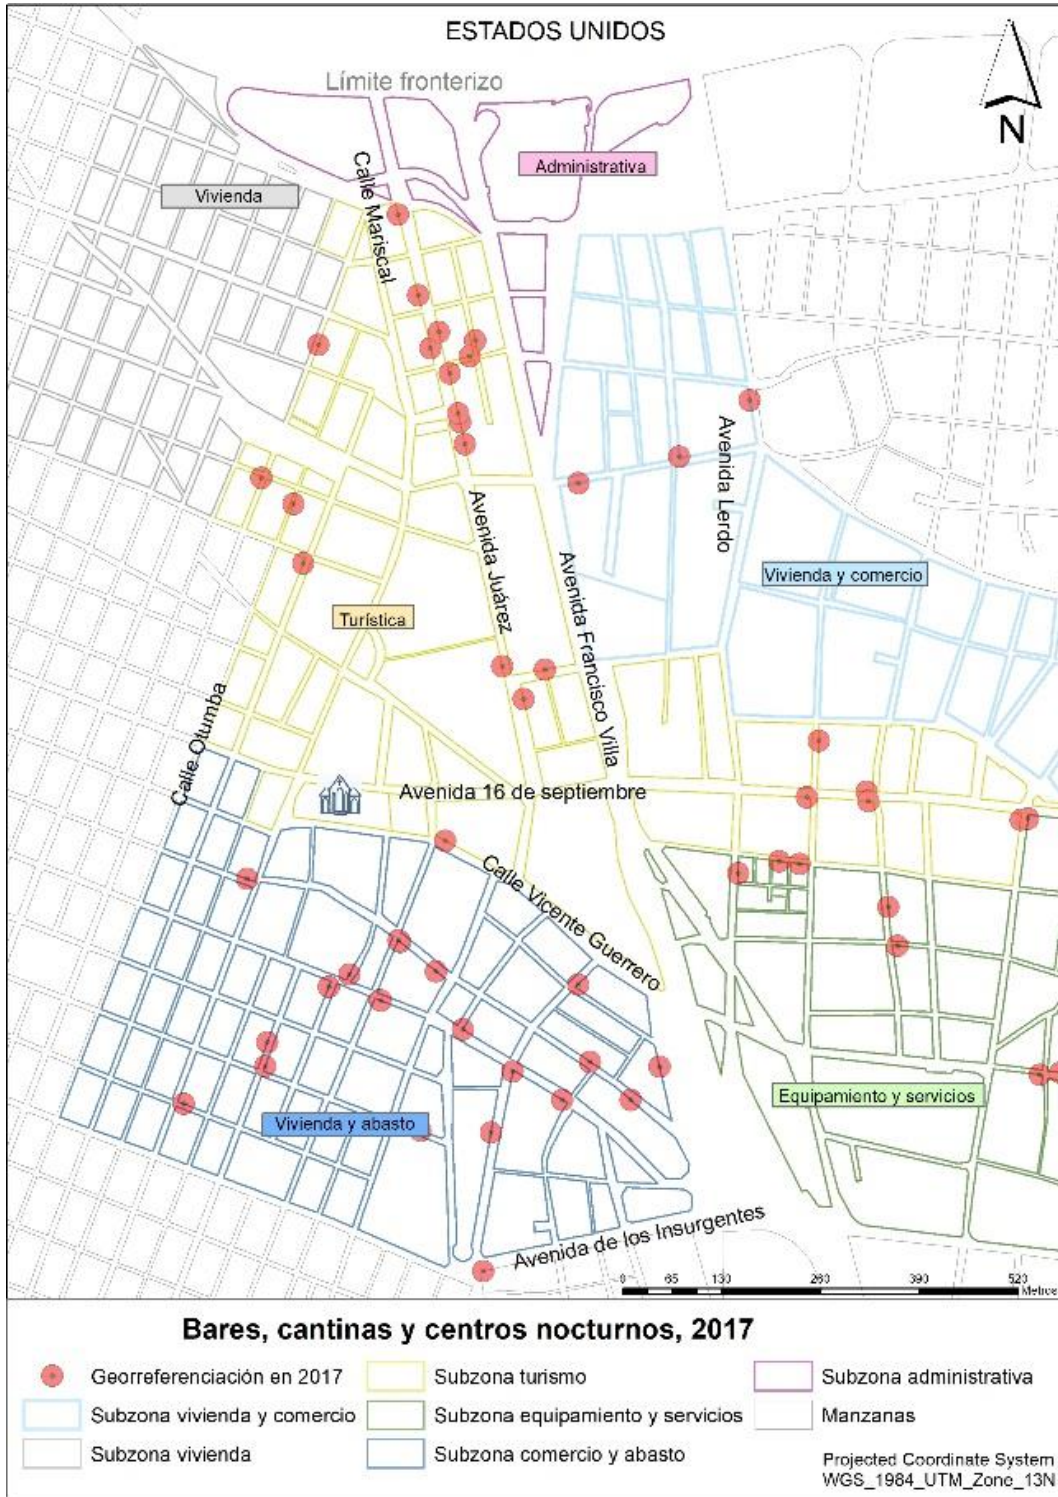 ESTADOS UNIDOS
Límite fronterizo
N
Administrativa
Vivienda
Calle Mariscal
Avenida Lerdo
Avenida Juárez
Avenida Francisco Villa
Vivienda y comercio
Turística
Calle Otumba
Avenida 16 de septiembre
Calle Vicente Guerrero
Equipamiento y servicios
Vivienda y abasto
Avenida de los Insurgentes
0 65 130 260 390 520
Metros
Bares, cantinas y centros nocturnos, 2017
Georreferenciación en 2017
Subzona turismo
Subzona administrativa
Subzona vivienda y comercio
Subzona equipamiento y servicios
Manzanas
Subzona vivienda
Subzona comercio y abasto
Projected Coordinate System
WGS_1984_UTM_Zone_13N